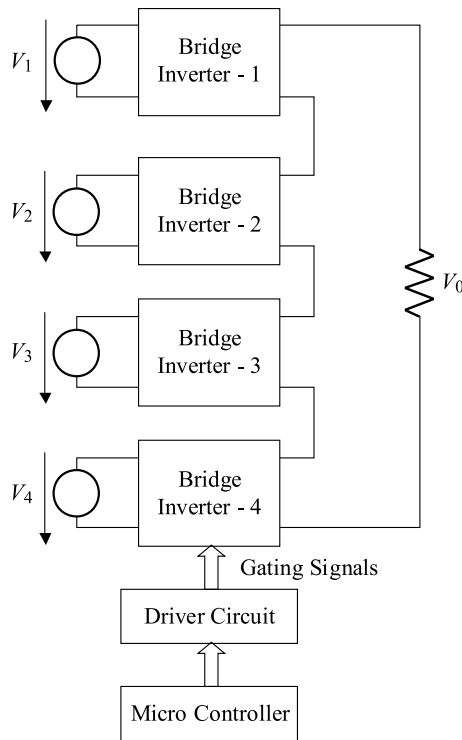 Bridge
Inverter - 1
V1
Bridge
Inverter - 2
V2
V0
Bridge
Inverter - 3
V3
Bridge
Inverter - 4
V4
Gating Signals
Driver Circuit
Micro Controller